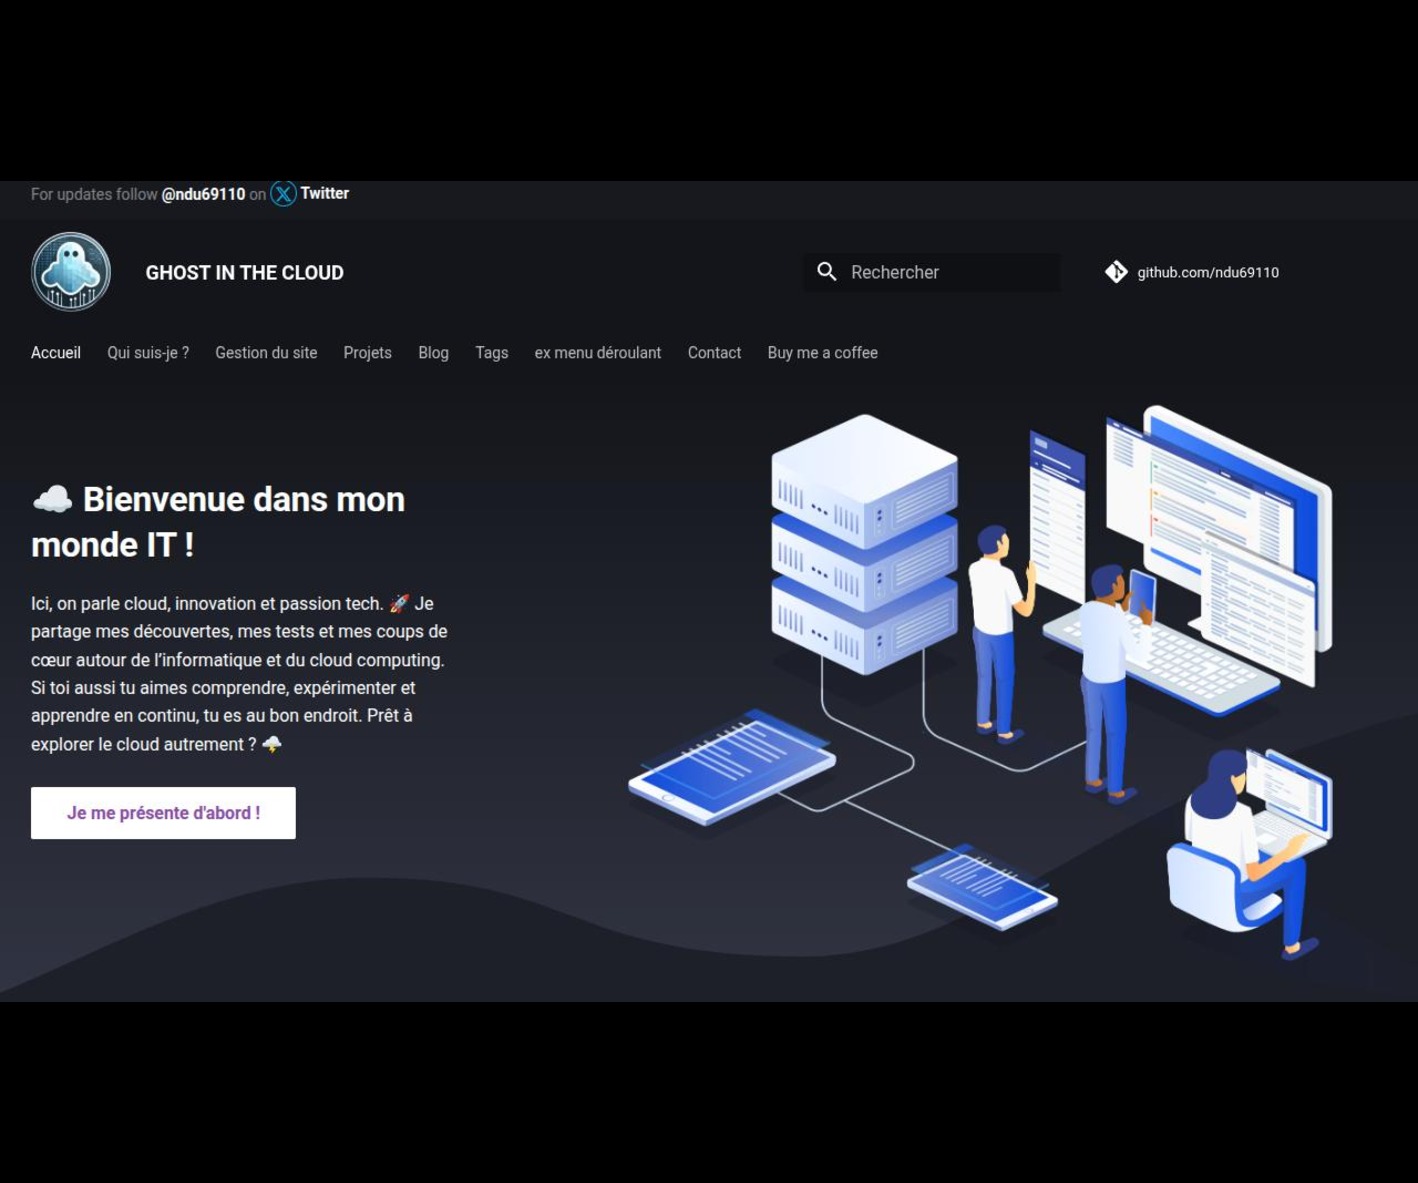 For updates follow @ndu69110 on Twitter
GHOST IN THE CLOUD
Rechercher
github.com/ndu69110
Accueil Qui suis-je ? Gestion du site Projets Blog Tags ex menu déroulant Contact Buy me a coffee
☁️ Bienvenue dans mon
monde IT !
Ici, on parle cloud, innovation et passion tech. 🚀 Je
partage mes découvertes, mes tests et mes coups de
cœur autour de l’informatique et du cloud computing.
Si toi aussi tu aimes comprendre, expérimenter et
apprendre en continu, tu es au bon endroit. Prêt à
explorer le cloud autrement ? 🌩️
Je me présente d'abord !